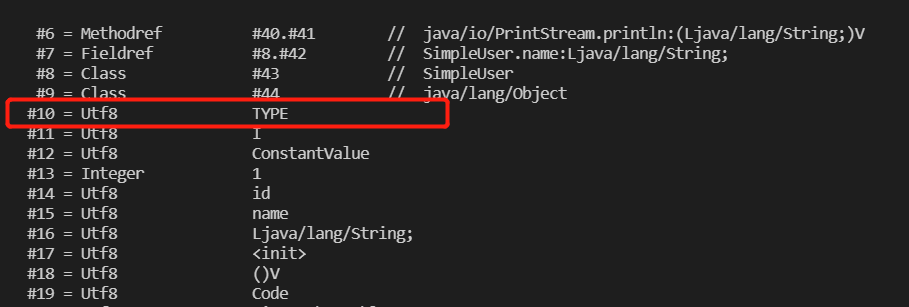 #6 = Methodref #40.#41 // java/io/PrintStream.println:(Ljava/lang/String;)V
#7 = Fieldref #8.#42 // SimpleUser.name:Ljava/lang/String;
#8 = Class #43 // SimpleUser
#9 = Class #44 // java/lang/Object
#10 = Utf8 TYPE
#11 = Utf8 I
#12 = Utf8 ConstantValue
#13 = Integer 1
#14 = Utf8 id
#15 = Utf8 name
#16 = Utf8 Ljava/lang/String;
#17 = Utf8 <init>
#18 = Utf8 ()V
#19 = Utf8 Code